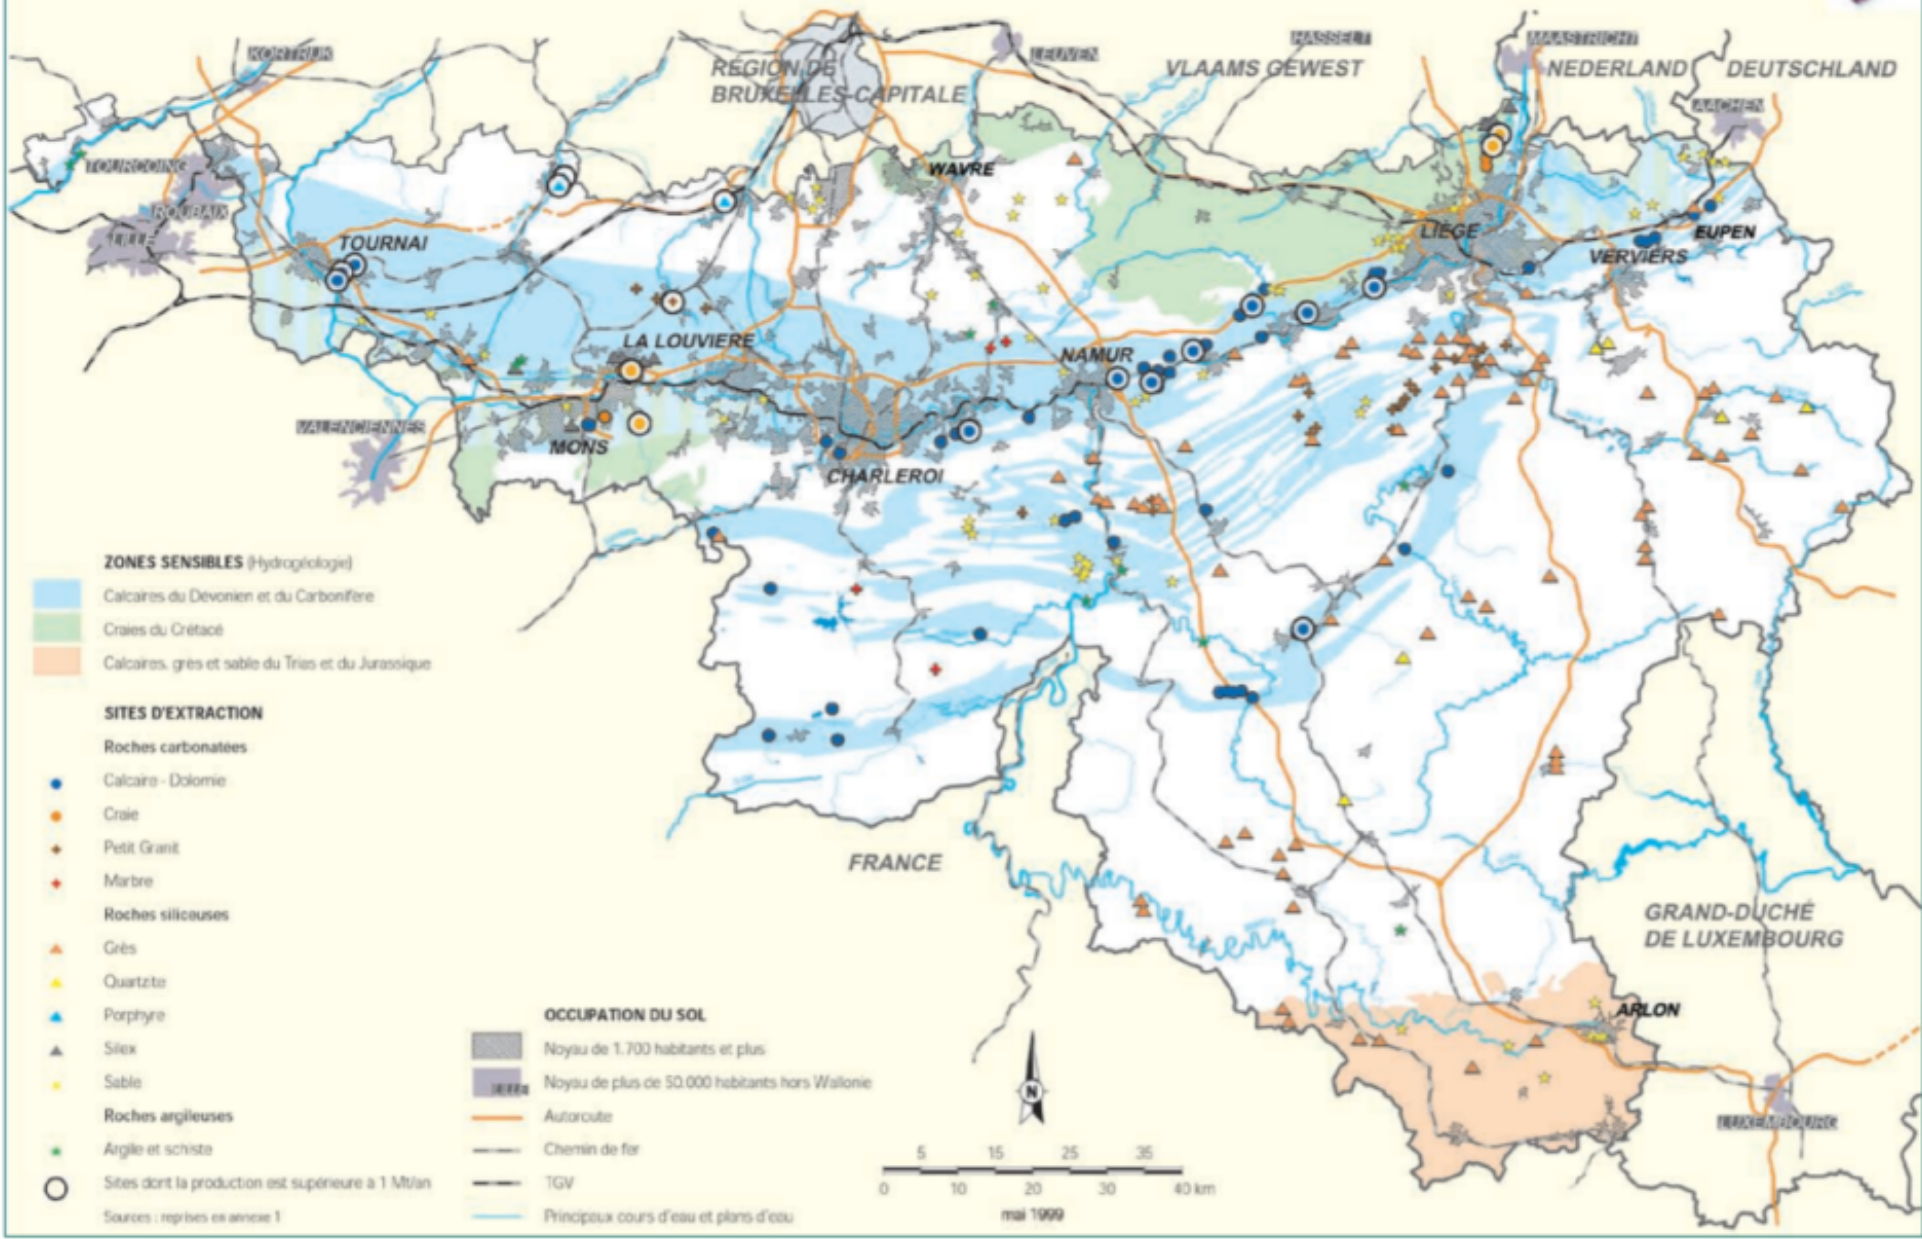 KORTRIJK
RÉGION DE
BRUXELLES-CAPITALE
LEUVEN
HASSELT
VLAAMS GEWEST
MAASTRICHT
NEDERLAND
DEUTSCHLAND
AACHEN
TOURCOING
ROUBAIX
LILLE
TOURNAI
WAVRE
LIEGE
EUPEN
VERVIERS
LA LOUVIERE
NAMUR
VALENCIENNES
MONS
CHARLEROI
FRANCE
GRAND-DUCHÉ
DE LUXEMBOURG
ARLON
LUXEMBOURG
ZONES SENSIBLES (Hydrogéologie)
Calcaires du Dévonien et du Carbonifère
Craies du Crétacé
Calcaires, grès et sable du Trias et du Jurassique
SITES D'EXTRACTION
Roches carbonatées
Calcaire - Dolomie
Craie
Petit Granit
Marbre
Roches siliceuses
Grès
Quartzite
Porphyre
Silex
Sable
Roches argileuses
Argile et schiste
Sites dont la production est supérieure à 1 Mt/an
Sources : reprises en annexe 1
OCCUPATION DU SOL
Noyau de 1.700 habitants et plus
Noyau de plus de 50.000 habitants hors Wallonie
Autoroute
Chemin de fer
TGV
Principaux cours d'eau et plans d'eau
N
5 15 25 35
0 10 20 30 40 km
mai 1999